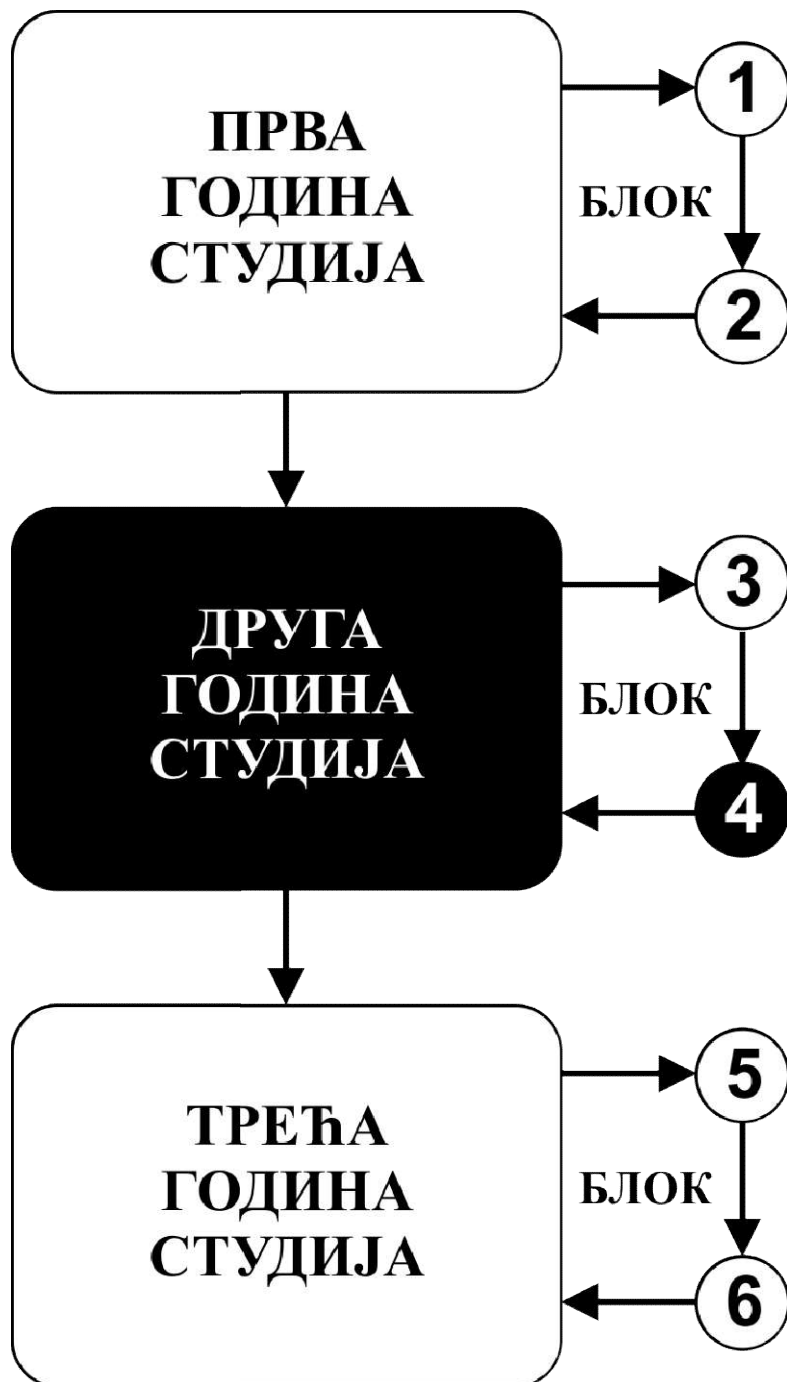 ПРВА
ГОДИНА
СТУДИЈА
1
БЛОК
2
ДРУГА
ГОДИНА
СТУДИЈА
3
БЛОК
4
ТРЕЋА
ГОДИНА
СТУДИЈА
5
БЛОК
6